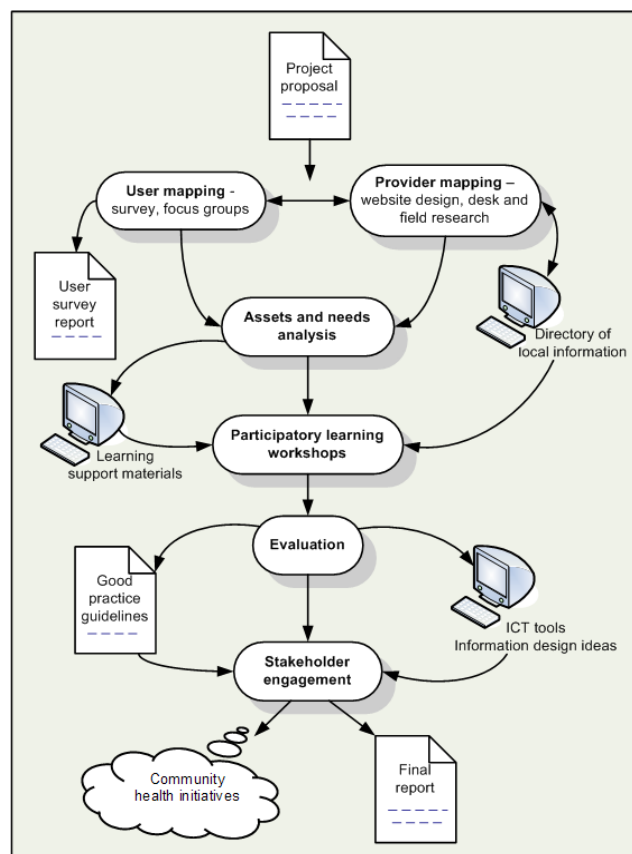 Project
proposal
User mapping -
survey, focus groups
Provider mapping –
website design, desk and
field research
User
survey
report
Directory of
local information
Assets and needs
analysis
Learning
support materials
Participatory learning
workshops
Evaluation
Good
practice
guidelines
ICT tools
Information design ideas
Stakeholder
engagement
Community
health initiatives
Final
report